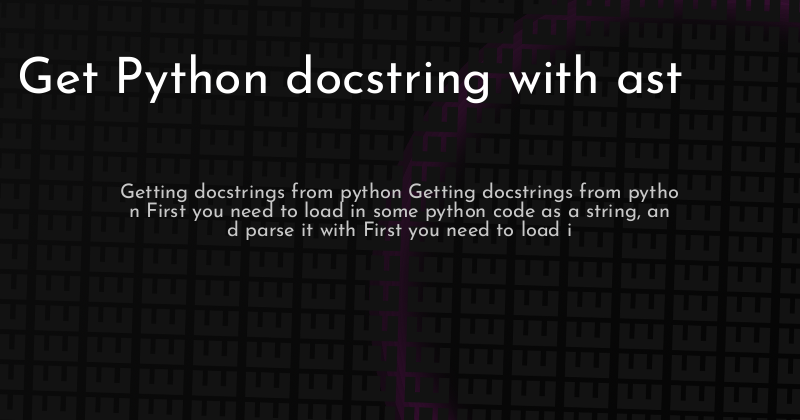 Get Python docstring with ast
Getting docstrings from python Getting docstrings from pytho
n First you need to load in some python code as a string, an
d parse it with First you need to load i